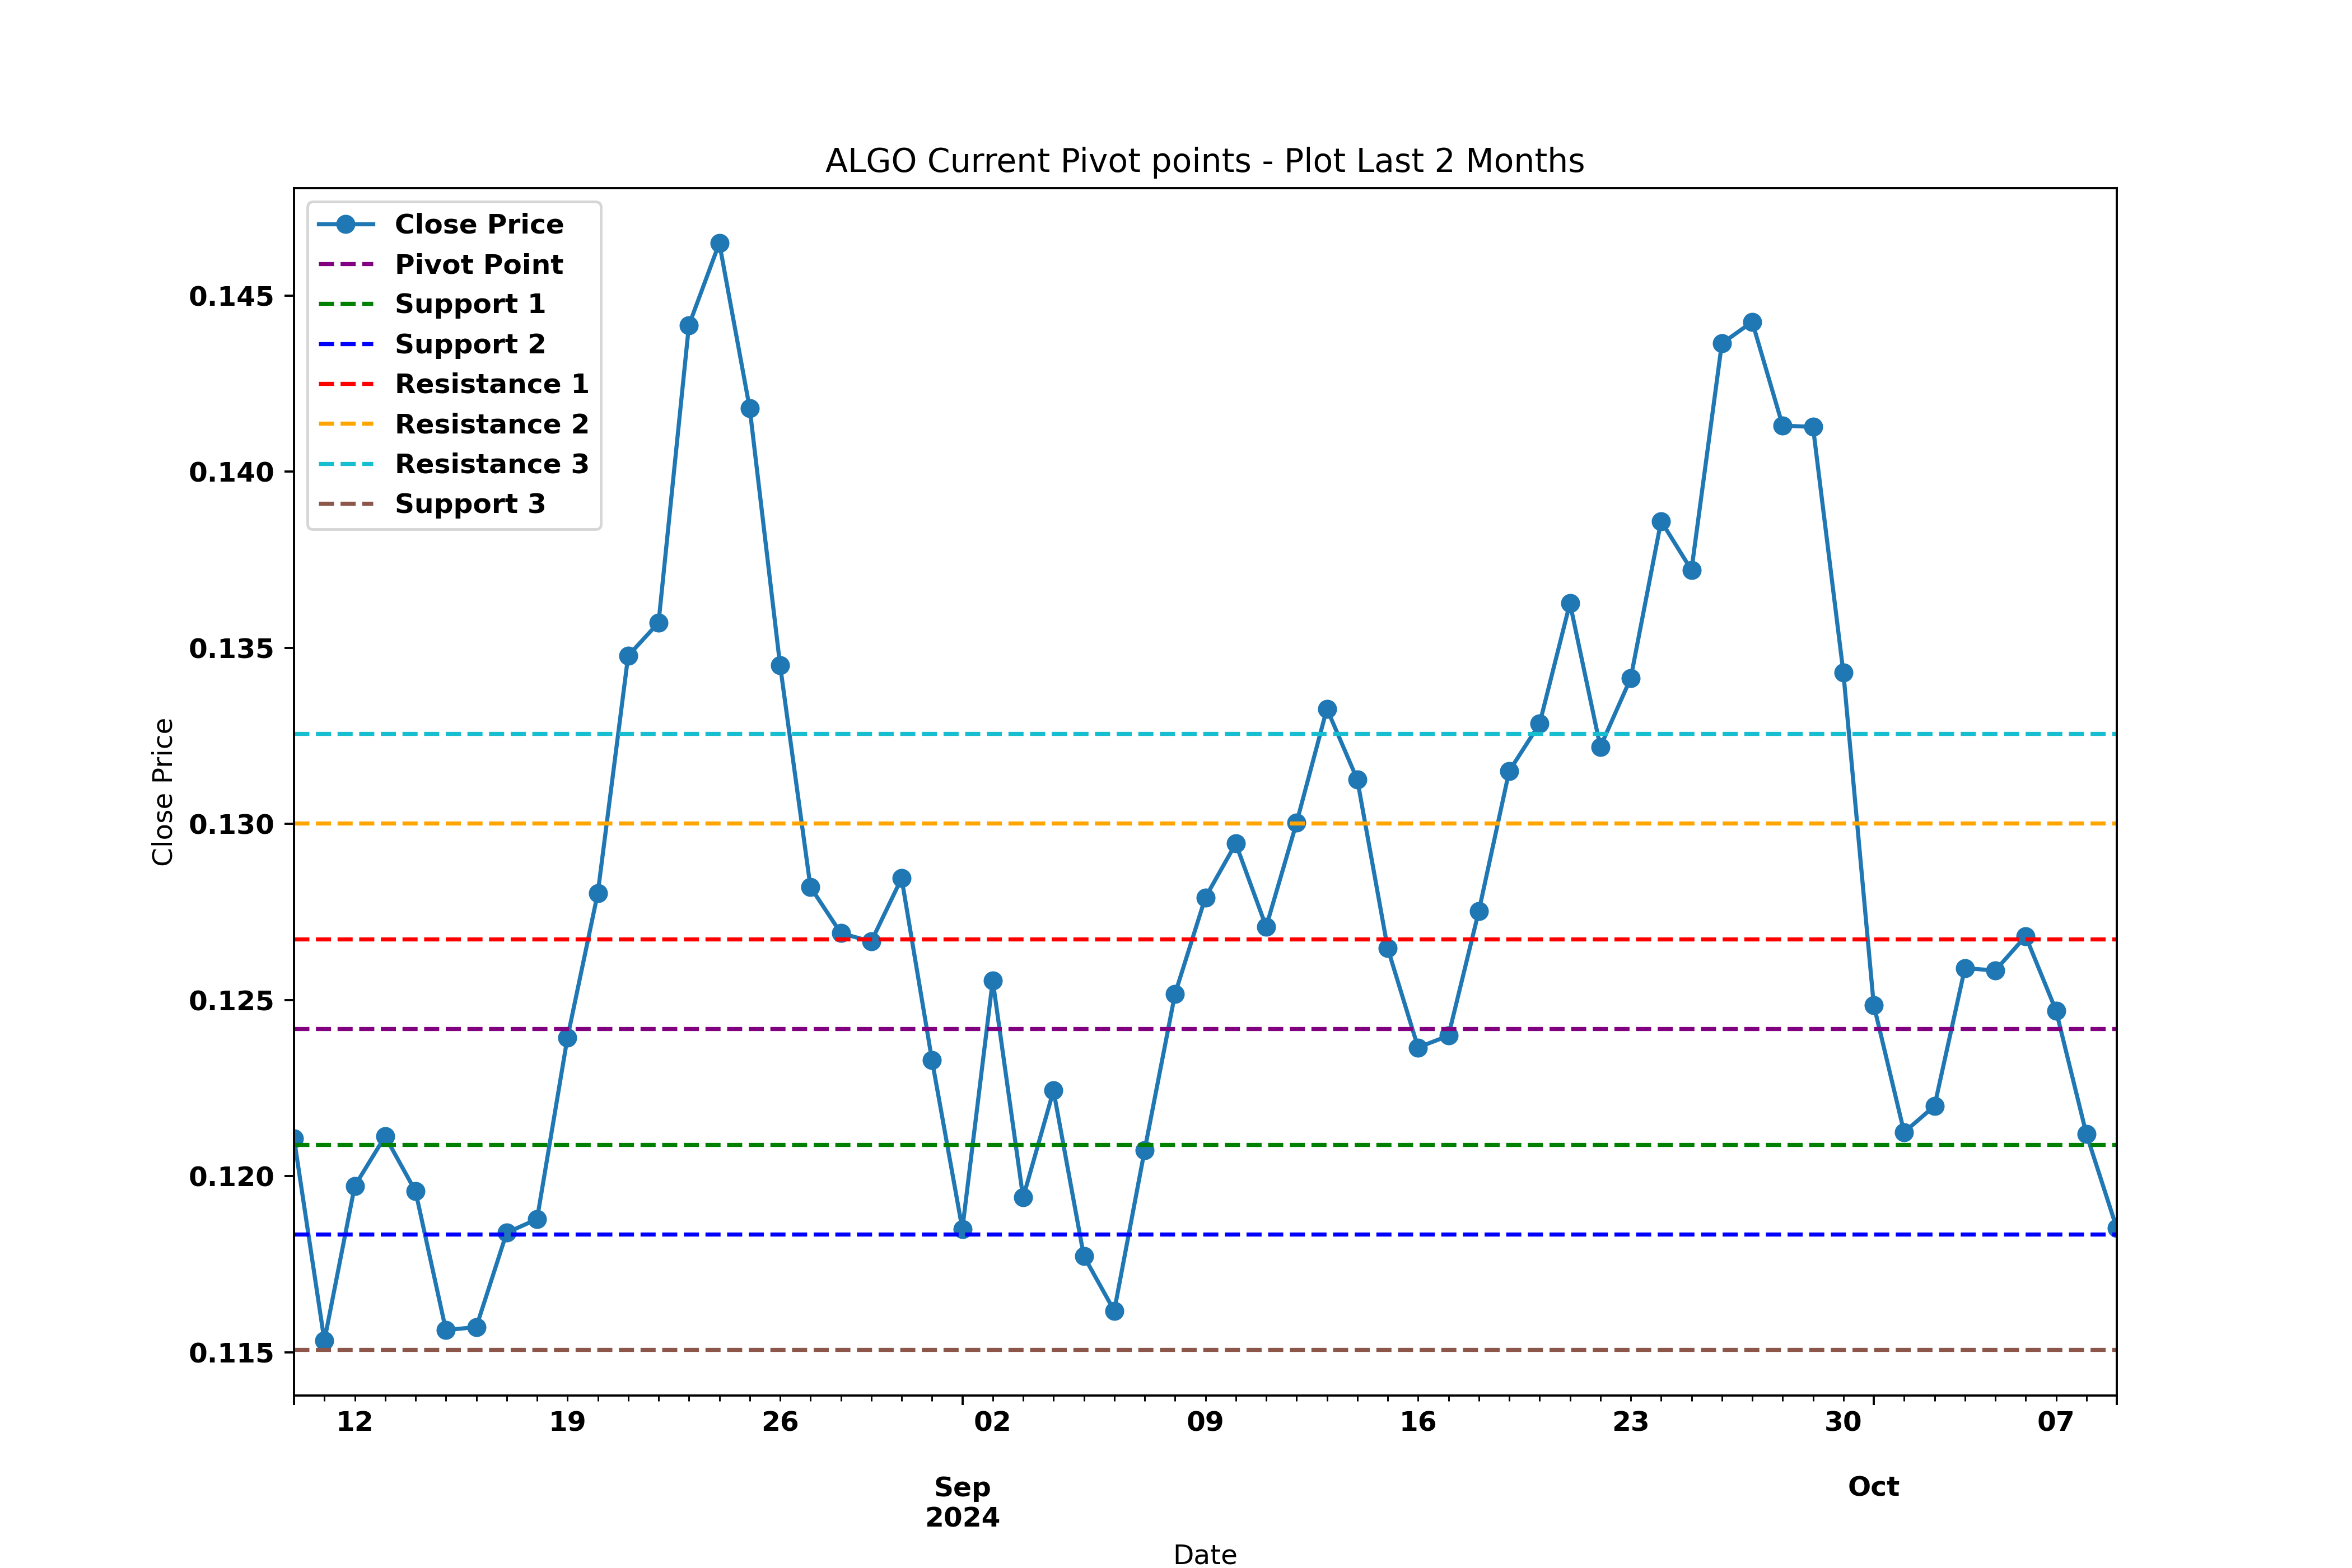 ALGO Current Pivot points - Plot Last 2 Months
Close Price
Pivot Point
Support 1
Support 2
Resistance 1
Resistance 2
Resistance 3
Support 3
0.145
0.140
0.135
0.130
0.125
0.120
0.115
Close Price
12 19 26 02 09 16 23 30 07
Sep Oct
2024
Date